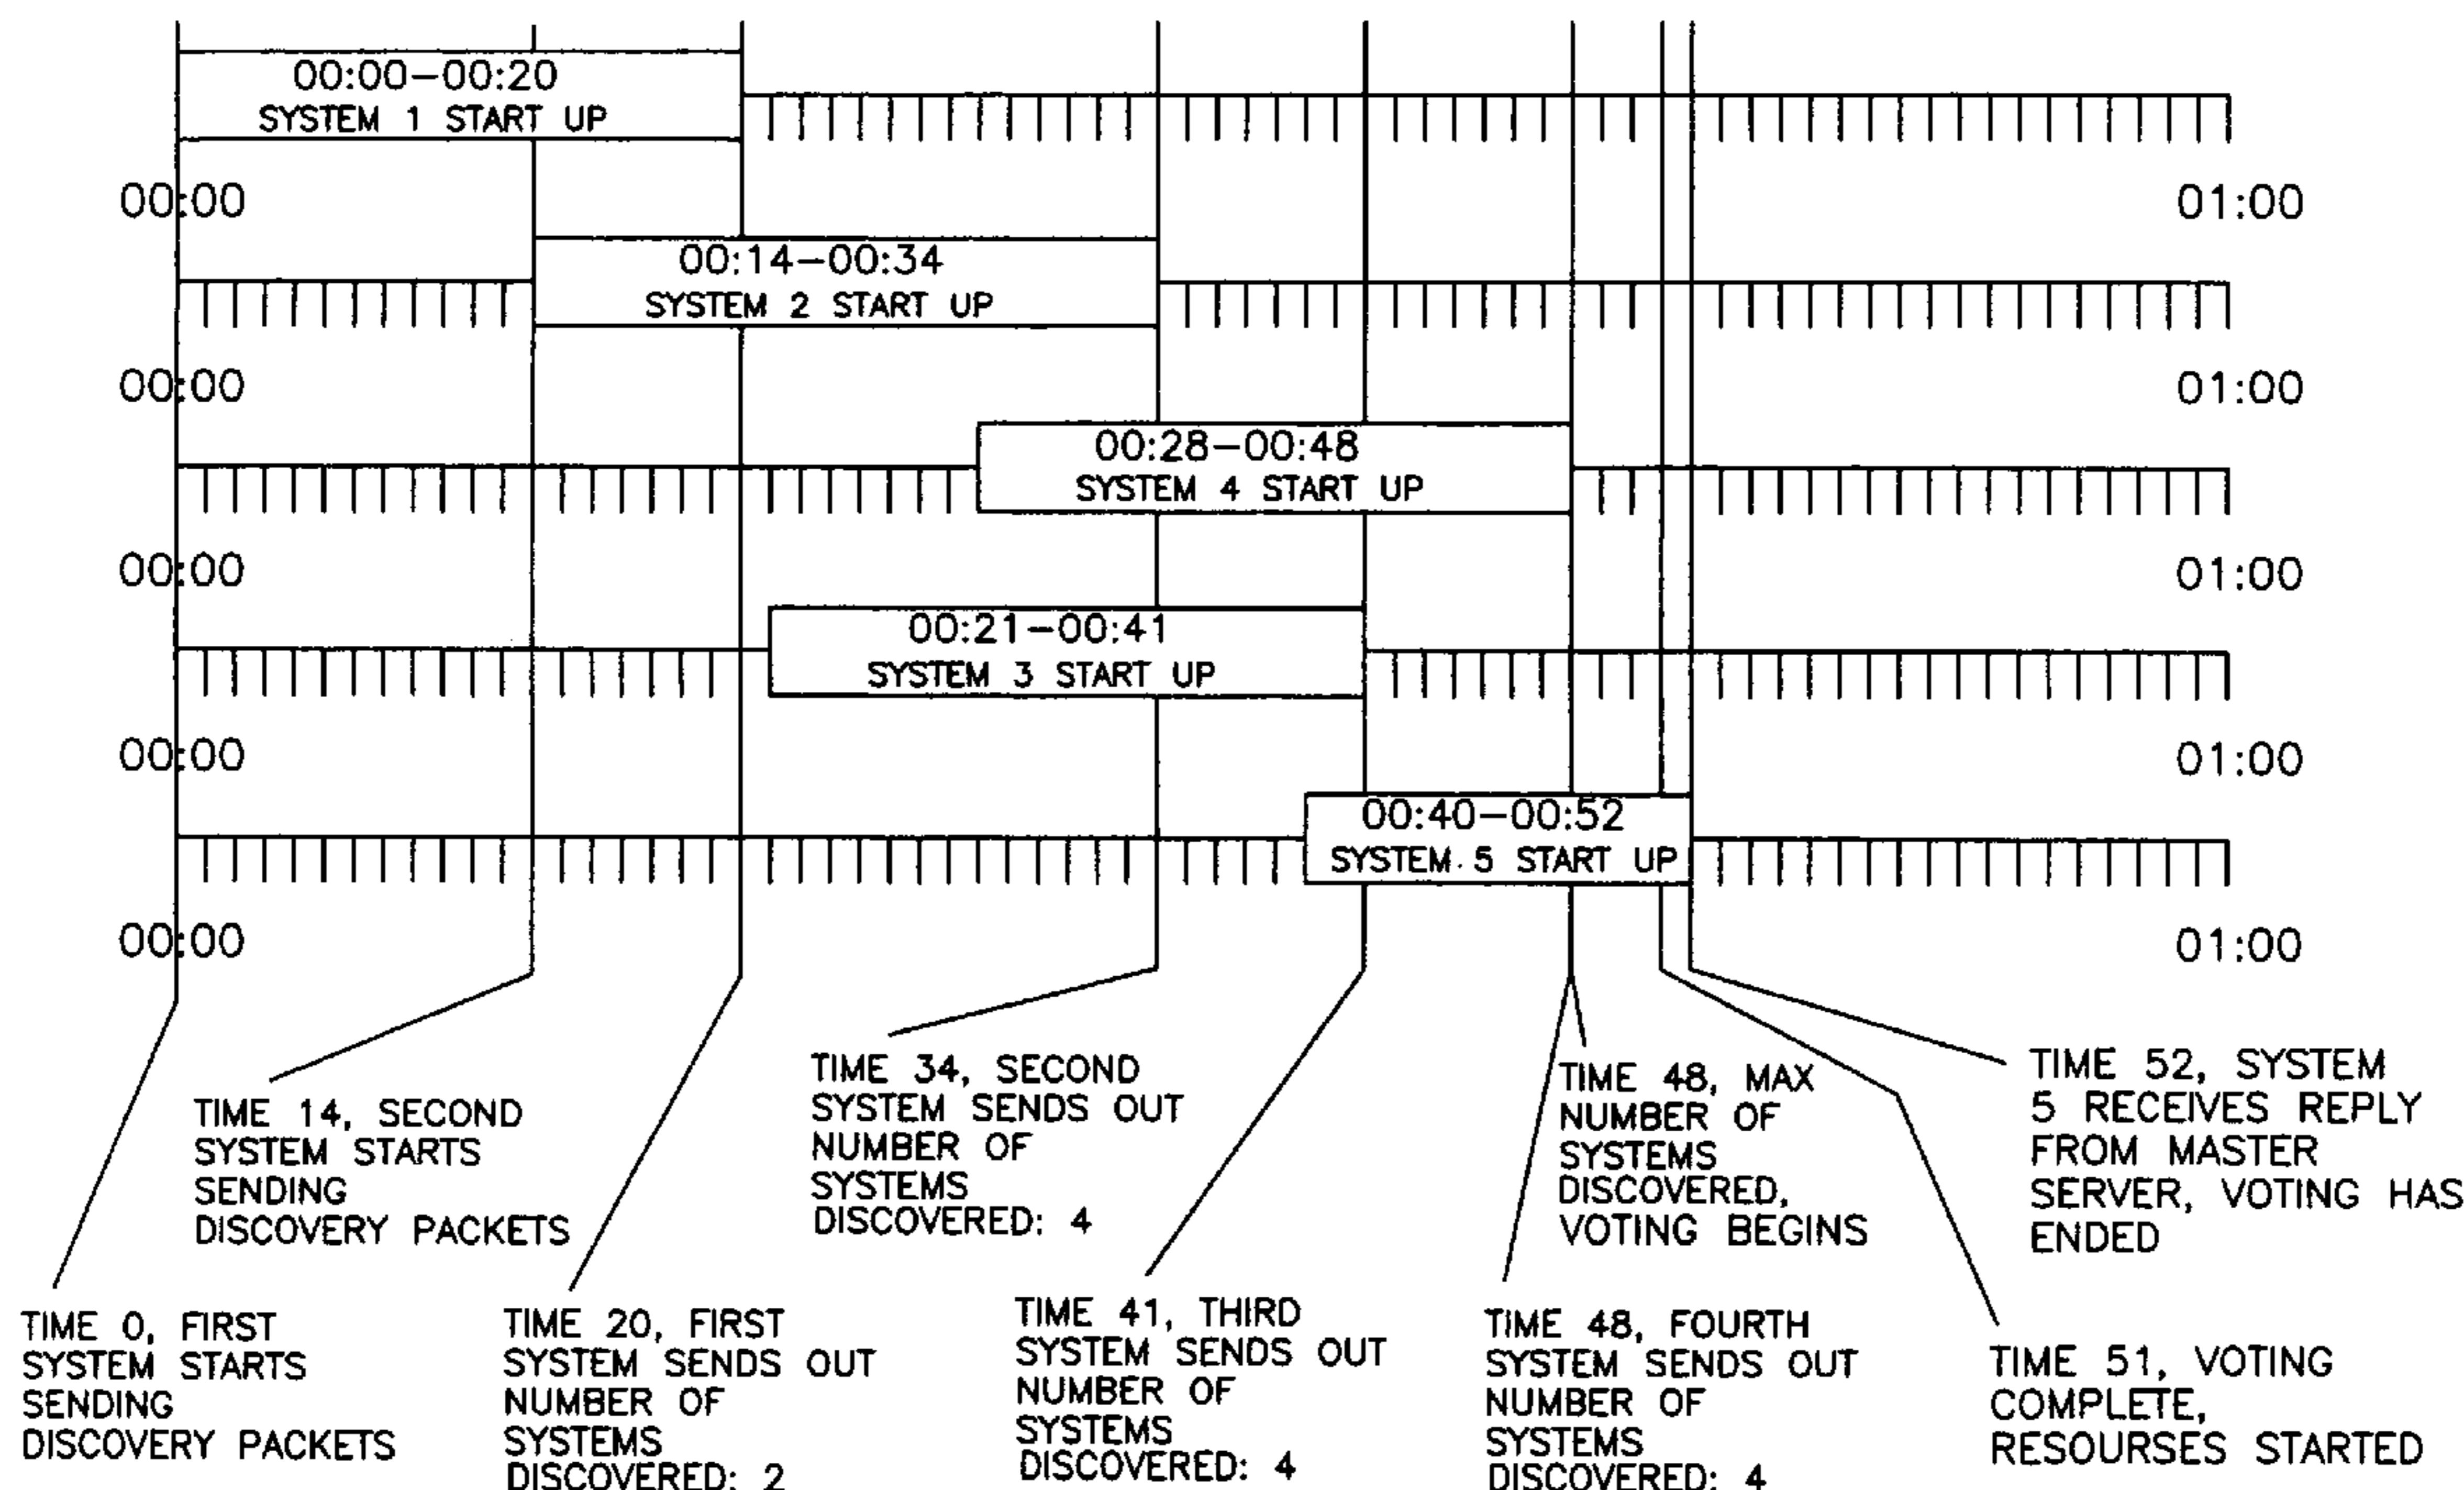 00:00-00:20
SYSTEM 1 START UP
00:00
01:00
00:14-00:34
SYSTEM 2 START UP
00:00
01:00
00:28-00:48
SYSTEM 4 START UP
00:00
01:00
00:21-00:41
SYSTEM 3 START UP
00:00
01:00
00:40-00:52
SYSTEM 5 START UP
00:00
01:00
TIME 0, FIRST
SYSTEM STARTS
SENDING
DISCOVERY PACKETS
TIME 14, SECOND
SYSTEM STARTS
SENDING
DISCOVERY PACKETS
TIME 20, FIRST
SYSTEM SENDS OUT
NUMBER OF
SYSTEMS
DISCOVERED: 2
TIME 34, SECOND
SYSTEM SENDS OUT
NUMBER OF
SYSTEMS
DISCOVERED: 4
TIME 41, THIRD
SYSTEM SENDS OUT
NUMBER OF
SYSTEMS
DISCOVERED: 4
TIME 48, FOURTH
SYSTEM SENDS OUT
NUMBER OF
SYSTEMS
DISCOVERED: 4
TIME 48, MAX
NUMBER OF
SYSTEMS
DISCOVERED,
VOTING BEGINS
TIME 51, VOTING
COMPLETE,
RESOURSES STARTED
TIME 52, SYSTEM
5 RECEIVES REPLY
FROM MASTER
SERVER, VOTING HAS
ENDED